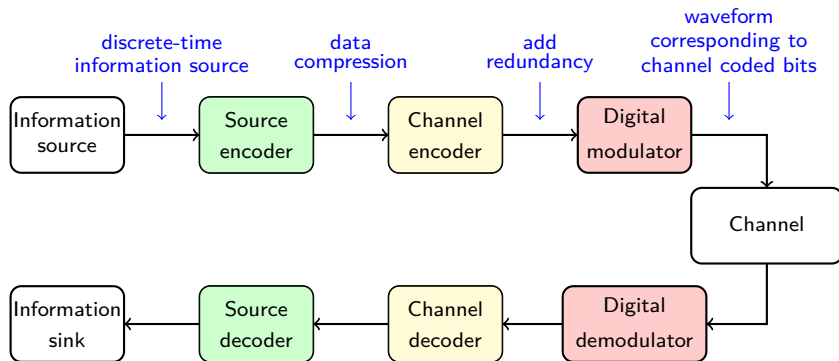 discrete-time
information source
data
compression
add
redundancy
waveform
corresponding to
channel coded bits
Information
source
Source
encoder
Channel
encoder
Digital
modulator
Channel
Information
sink
Source
decoder
Channel
decoder
Digital
demodulator